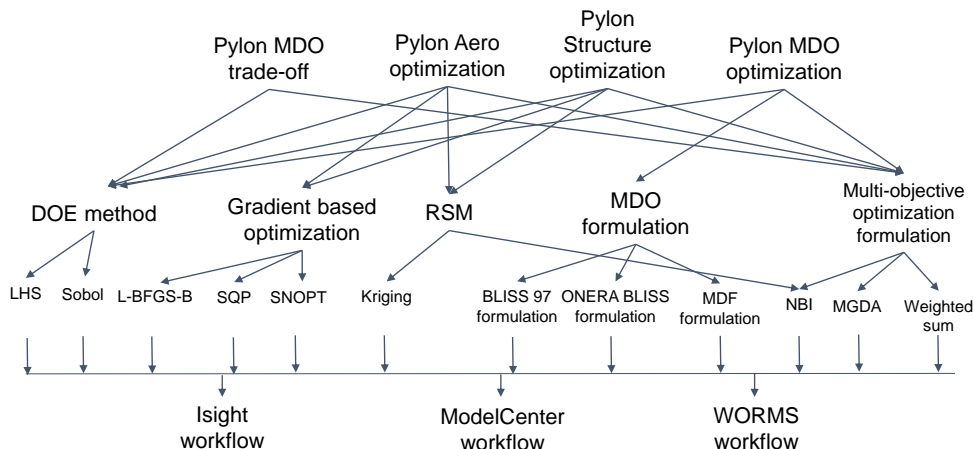 Pylon MDO
trade-off
Pylon Aero
optimization
Pylon
Structure
optimization
Pylon MDO
optimization
DOE method
Gradient based
optimization
RSM
MDO
formulation
Multi-objective
optimization
formulation
LHS
Sobol
L-BFGS-B
SQP
SNOPT
Kriging
BLISS 97
formulation
ONERA BLISS
formulation
MDF
formulation
NBI
MGDA
Weighted
sum
Isight
workflow
ModelCenter
workflow
WORMS
workflow